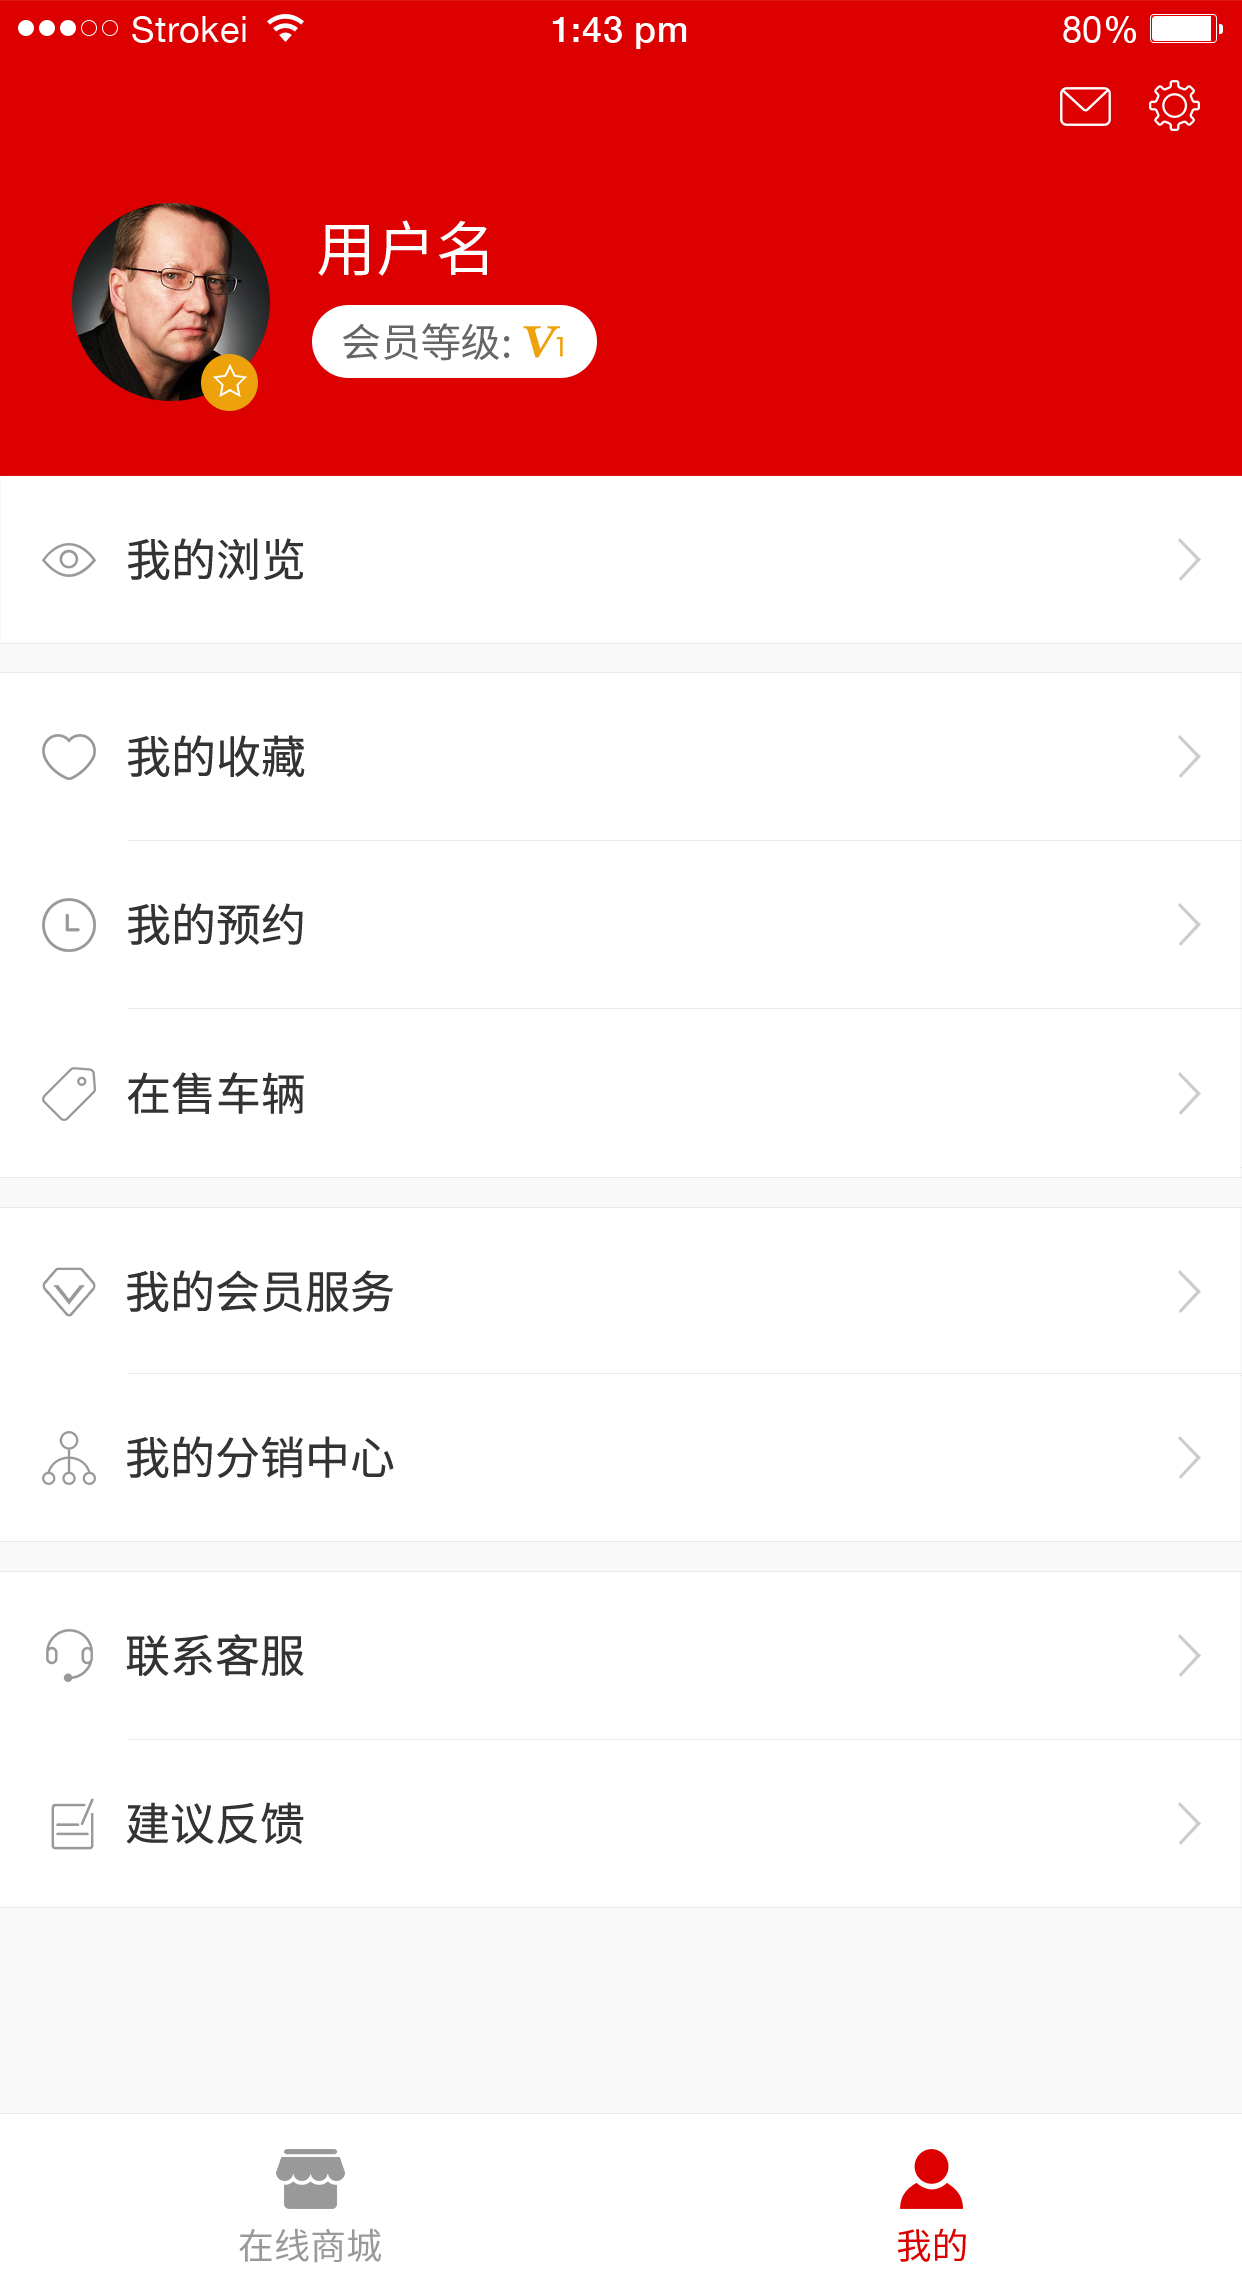 Strokei 1:43 pm 80%
用户名
会员等级: V1
我的浏览
我的收藏
我的预约
在售车辆
我的会员服务
我的分销中心
联系客服
建议反馈
在线商城 我的